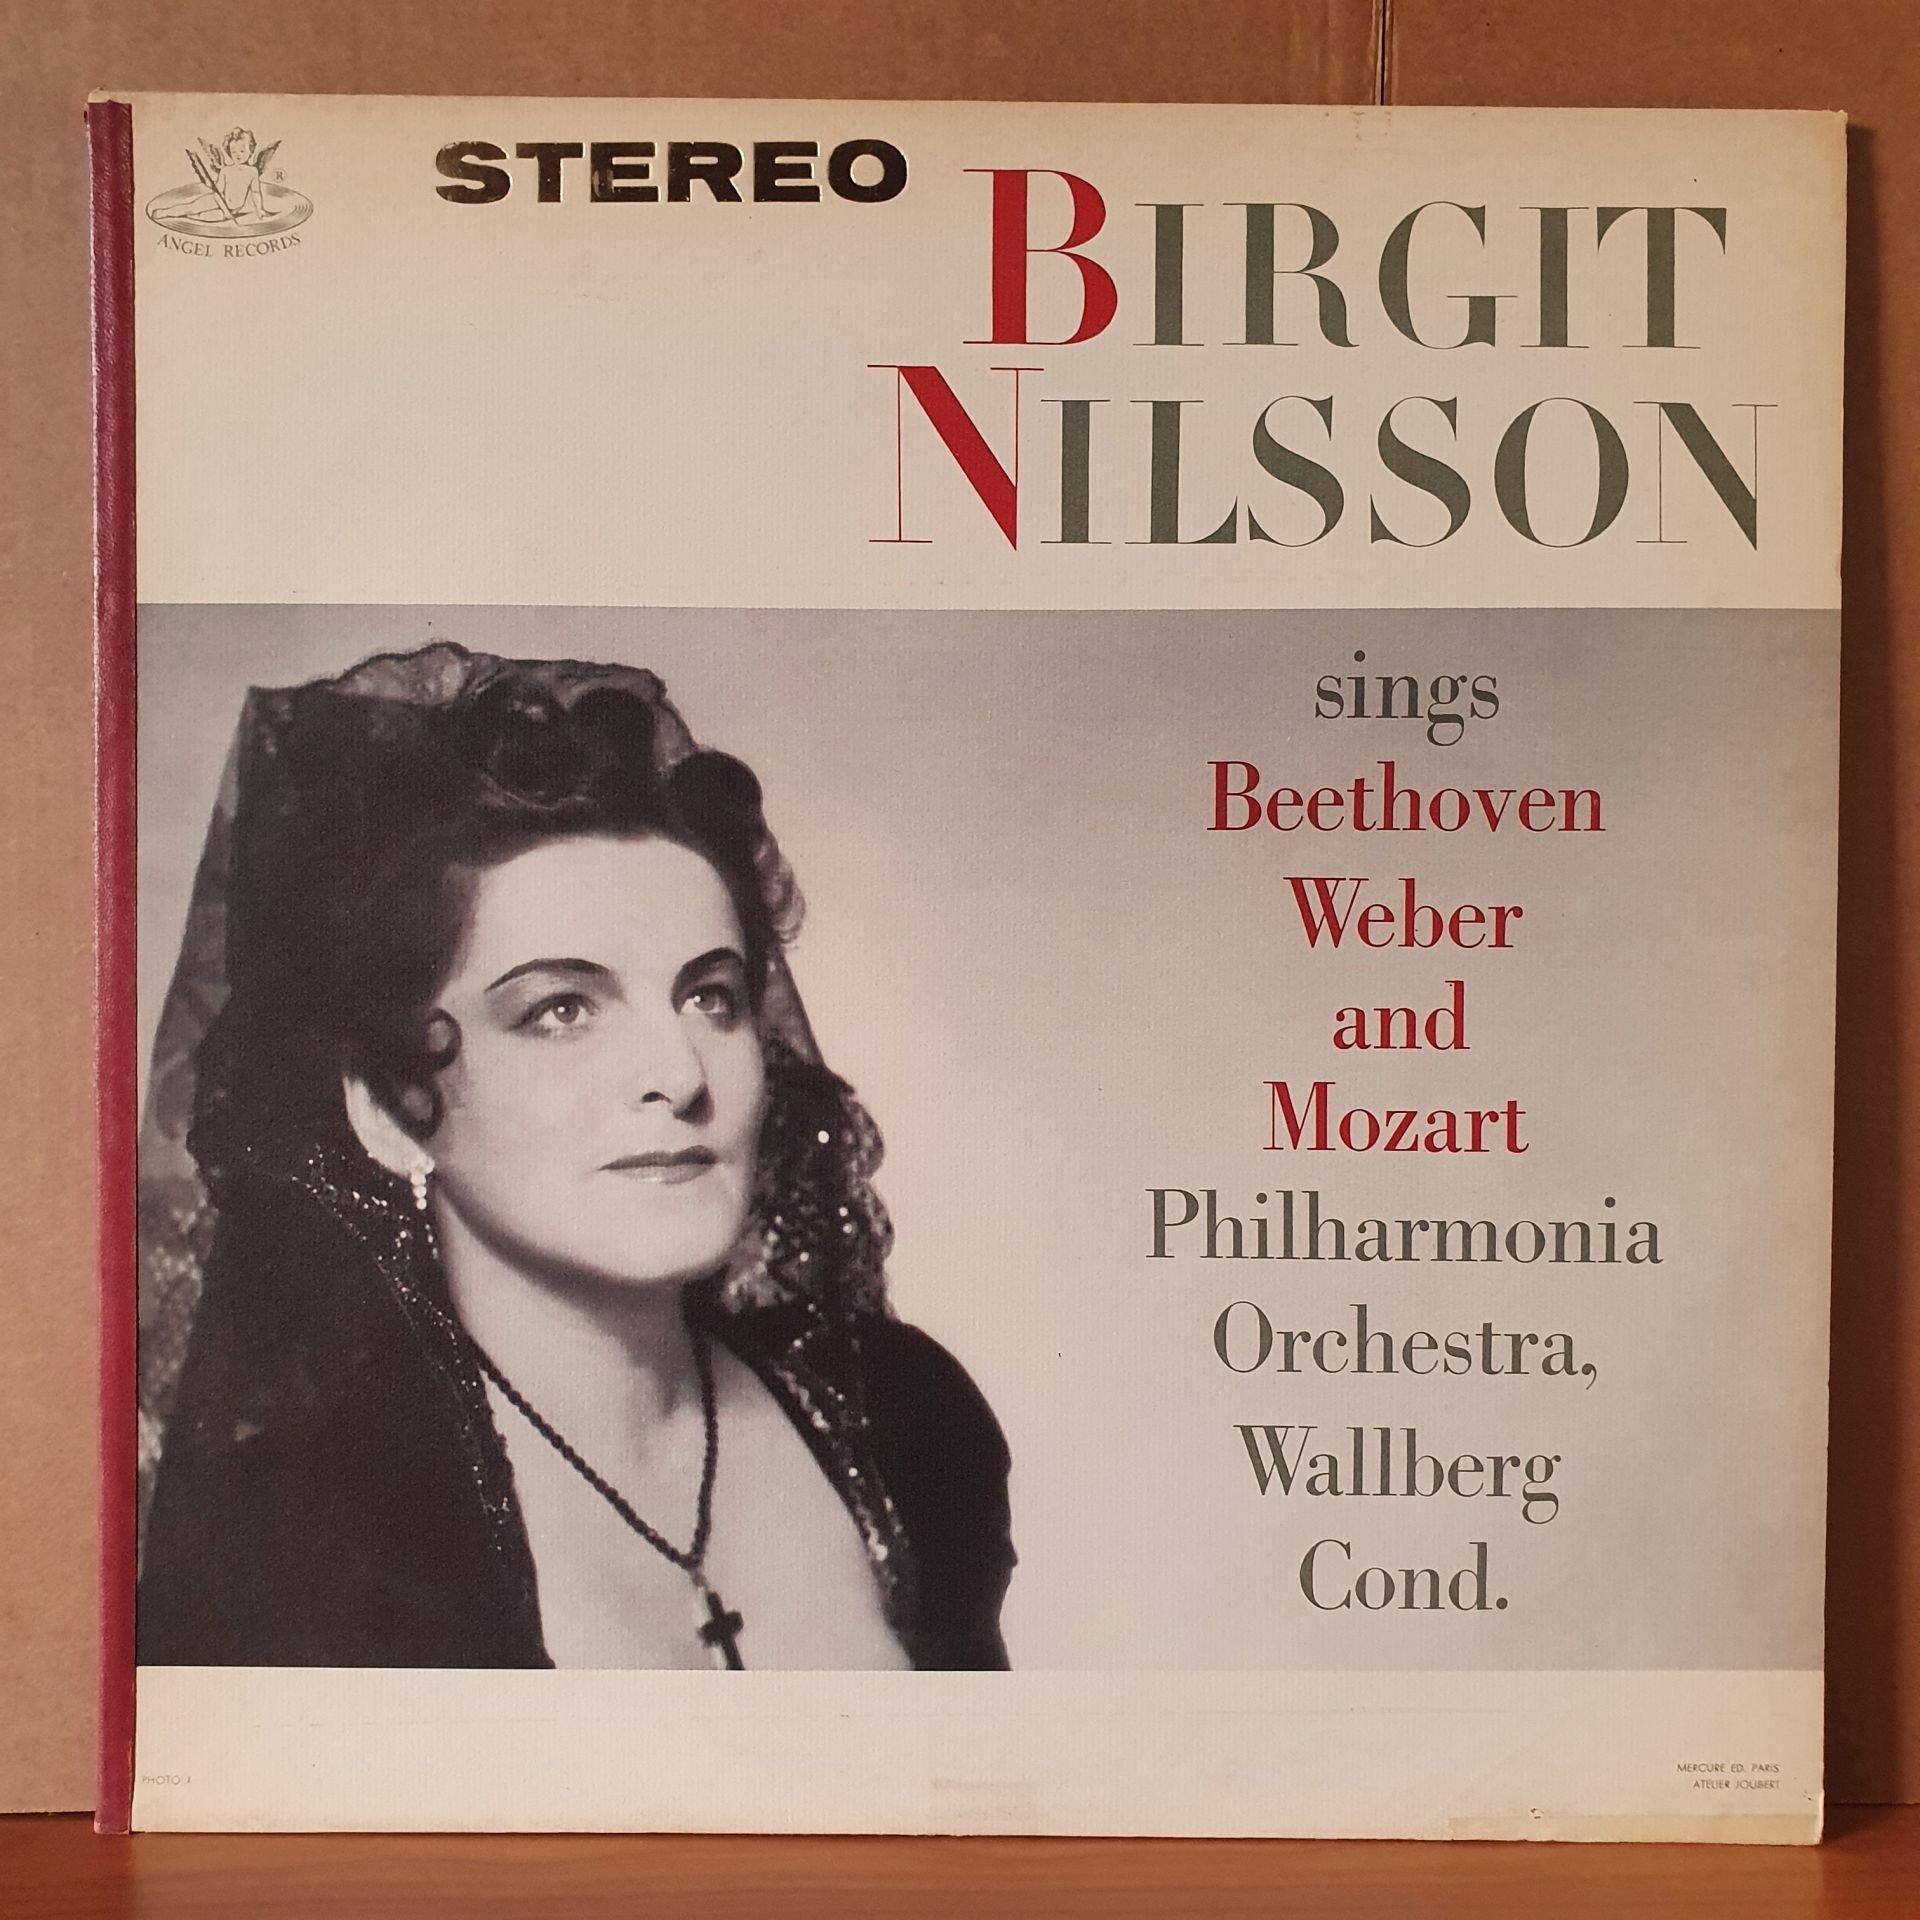 ANGEL RECORDS
®
STEREO
BIRGIT
NILSSON
sings
Beethoven
Weber
and
Mozart
Philharmonia
Orchestra,
Wallberg
Cond.
PHOTO X
MERCURE ED. PARIS
ATELIER JOUBERT